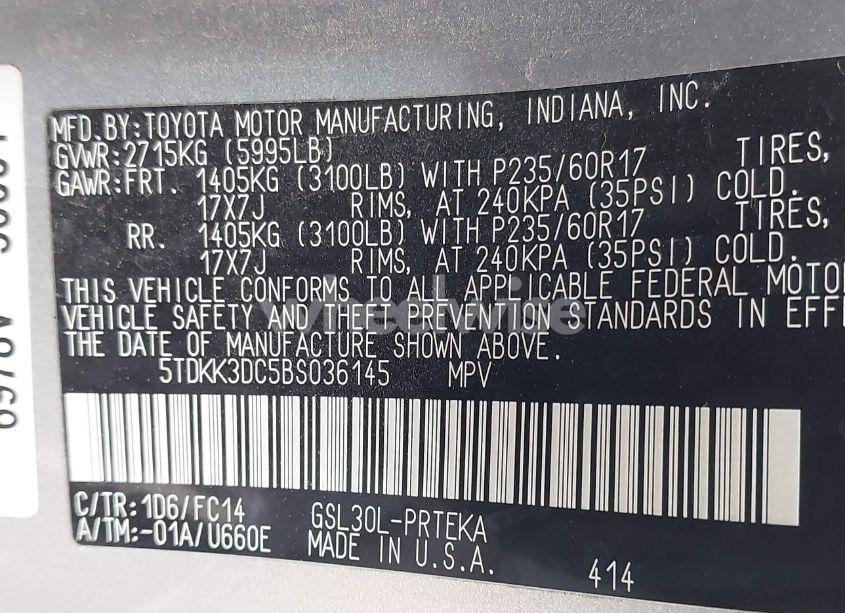 MFD.BY:TOYOTA MOTOR MANUFACTURING, INDIANA, INC.
GVWR:2715KG (5995LB)
GAWR:FRT. 1405KG (3100LB) WITH P235/60R17 TIRES,
17X7J RIMS, AT 240KPA (35PSI) COLD.
RR. 1405KG (3100LB) WITH P235/60R17 TIRES,
17X7J RIMS, AT 240KPA (35PSI) COLD.
THIS VEHICLE CONFORMS TO ALL APPLICABLE FEDERAL MOTO
VEHICLE SAFETY AND THEFT PREVENTION STANDARDS IN EFF
THE DATE OF MANUFACTURE SHOWN ABOVE.
5TDKK3DC5BS036145 MPV
C/TR:1D6/FC14 GSL30L-PRTEKA
A/TM:-01A/U660E MADE IN U.S.A.
414
wheelwire